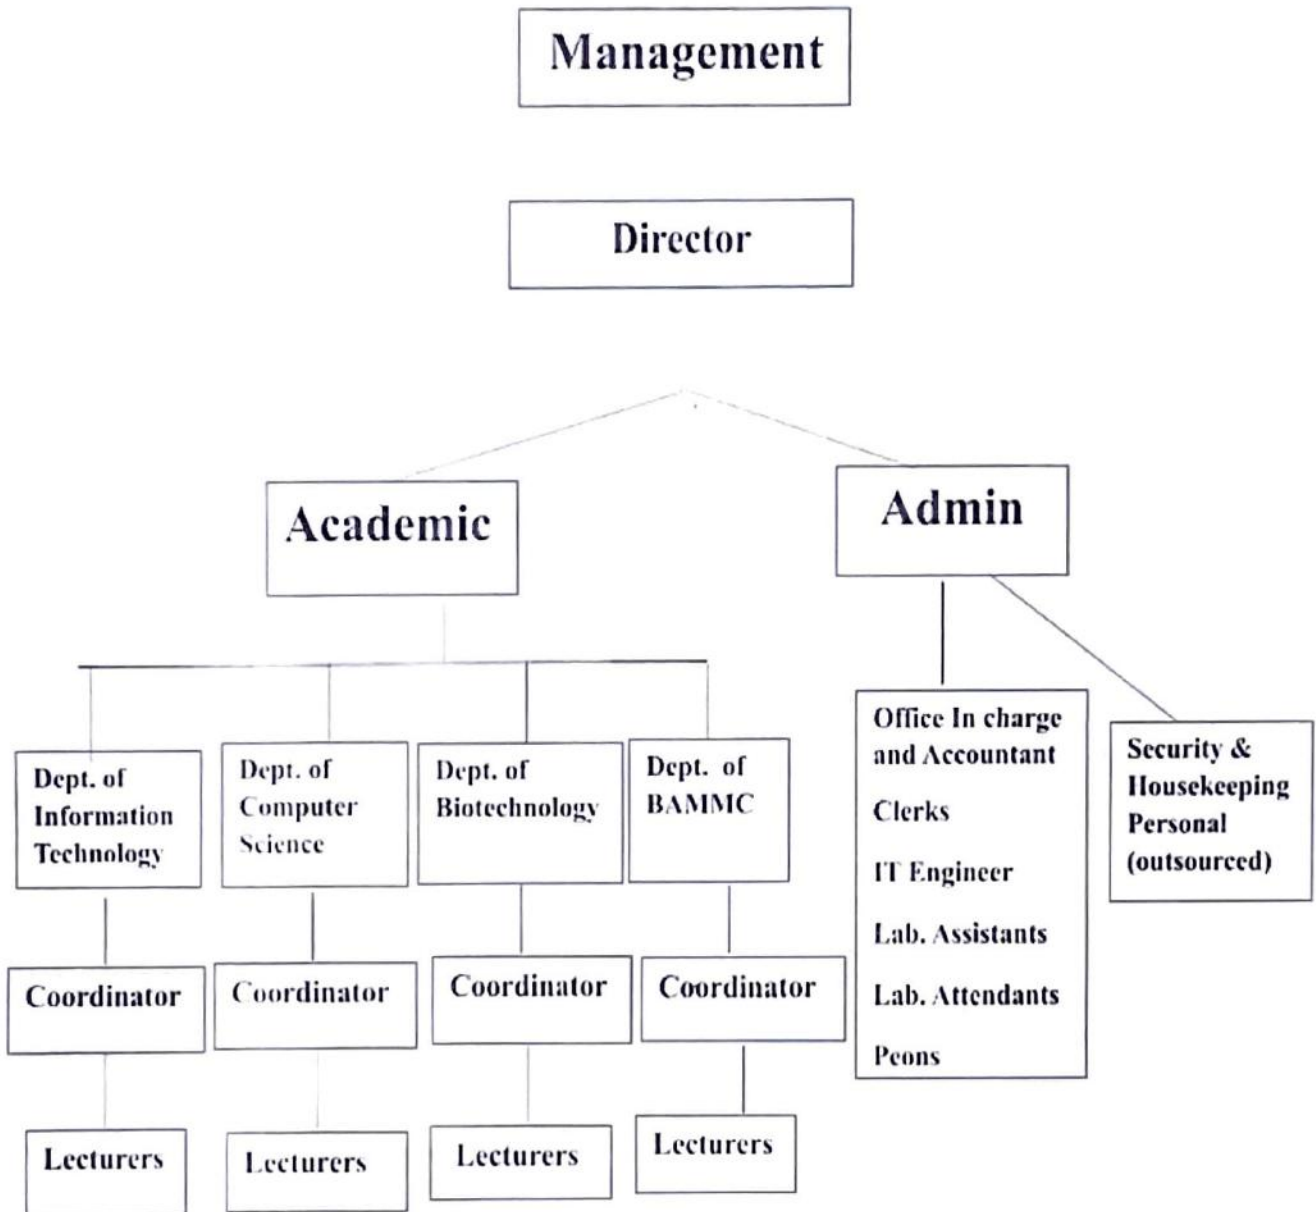 Management
Director
Academic
Admin
Dept. of
Information
Technology
Dept. of
Computer
Science
Dept. of
Biotechnology
Dept. of
BAMMC
Office In charge
and Accountant
Clerks
IT Engineer
Lab. Assistants
Lab. Attendants
Peons
Security &
Housekeeping
Personal
(outsourced)
Coordinator
Coordinator
Coordinator
Coordinator
Lecturers
Lecturers
Lecturers
Lecturers